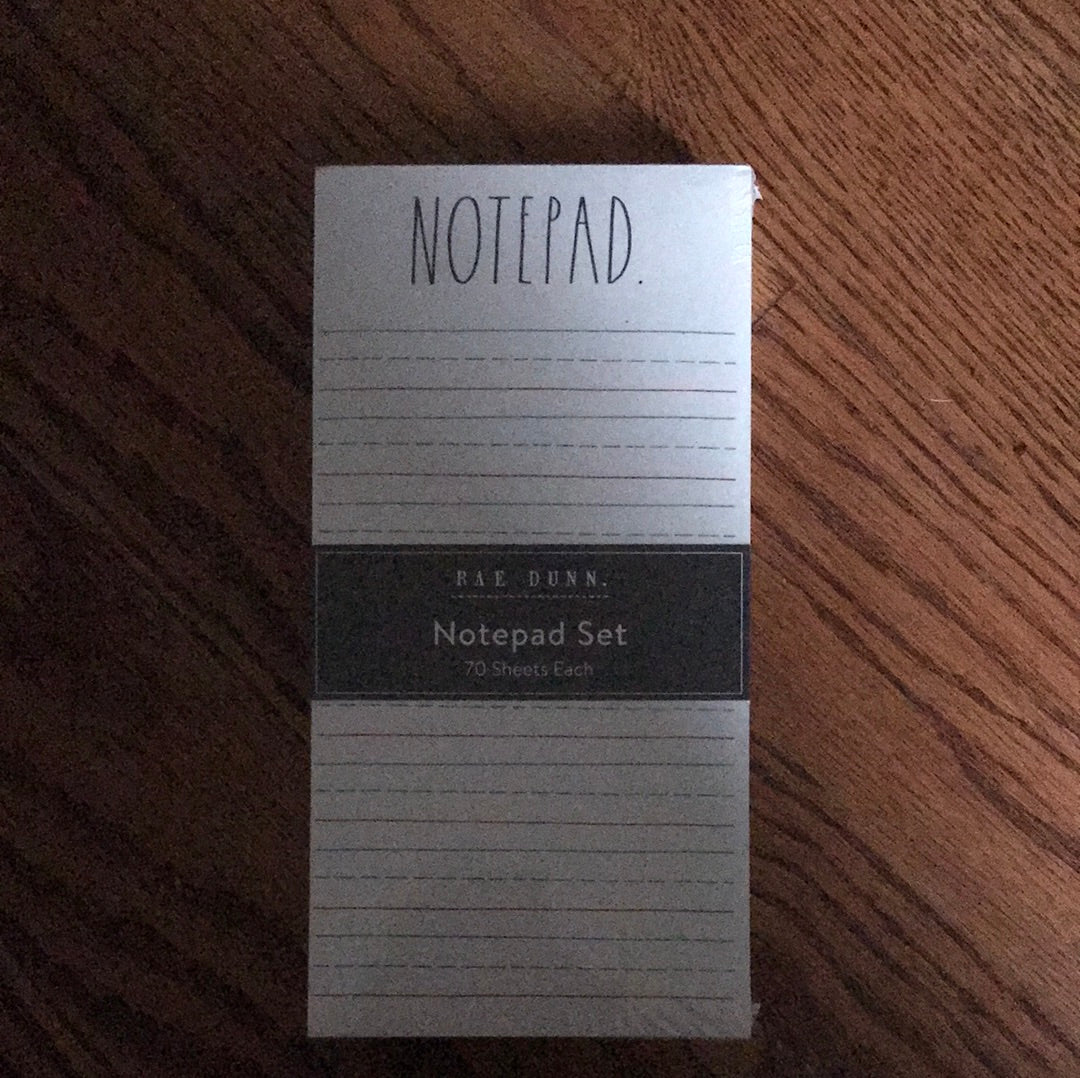 NOTEPAD.
RAE DUNN.
Notepad Set
70 Sheets Each